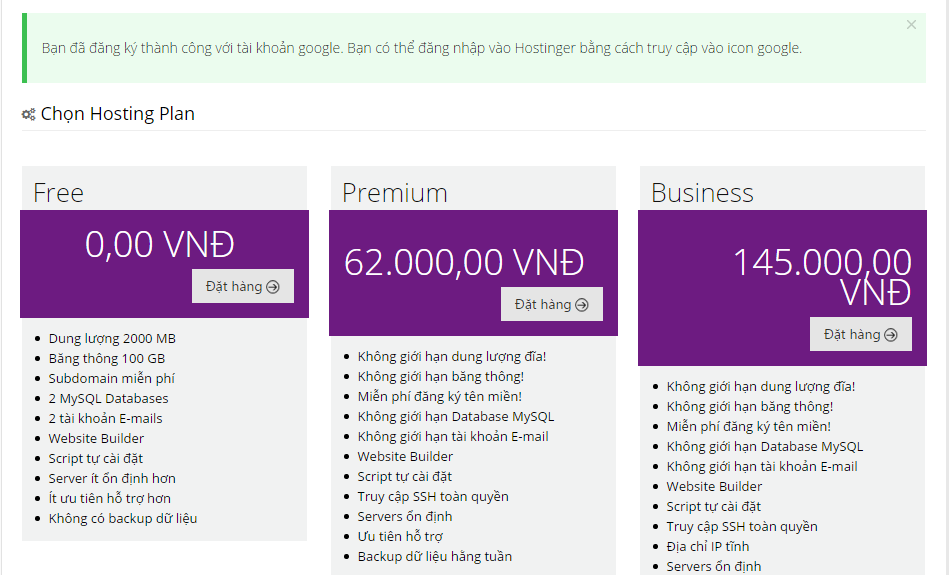 Bạn đã đăng ký thành công với tài khoản google. Bạn có thể đăng nhập vào Hostinger bằng cách truy cập vào icon google.
×
Chọn Hosting Plan
Free
0,00 VNĐ
Đặt hàng
Dung lượng 2000 MB
Băng thông 100 GB
Subdomain miễn phí
2 MySQL Databases
2 tài khoản E-mails
Website Builder
Script tự cài đặt
Server ít ổn định hơn
Ít ưu tiên hỗ trợ hơn
Không có backup dữ liệu
Premium
62.000,00 VNĐ
Đặt hàng
Không giới hạn dung lượng đĩa!
Không giới hạn băng thông!
Miễn phí đăng ký tên miền!
Không giới hạn Database MySQL
Không giới hạn tài khoản E-mail
Website Builder
Script tự cài đặt
Truy cập SSH toàn quyền
Servers ổn định
Ưu tiên hỗ trợ
Backup dữ liệu hằng tuần
Business
145.000,00
VNĐ
Đặt hàng
Không giới hạn dung lượng đĩa!
Không giới hạn băng thông!
Miễn phí đăng ký tên miền!
Không giới hạn Database MySQL
Không giới hạn tài khoản E-mail
Website Builder
Script tự cài đặt
Truy cập SSH toàn quyền
Địa chỉ IP tĩnh
Servers ổn định